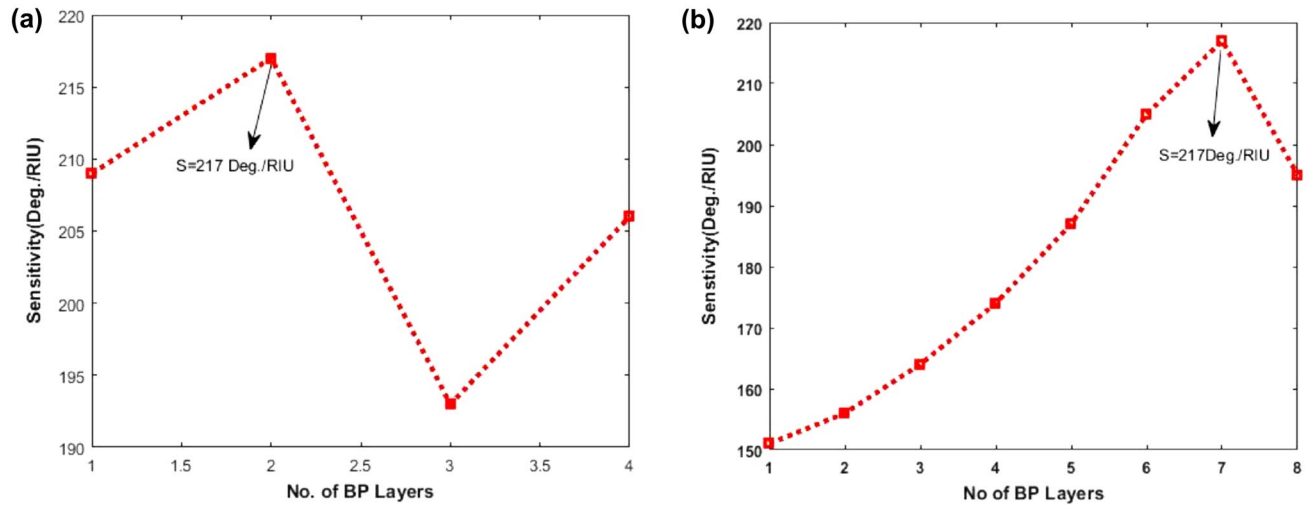 (a)
220
215
210
205
200
195
190
Sensitivity(Deg./RIU)
S=217 Deg./RIU
1 1.5 2 2.5 3 3.5 4
No. of BP Layers
(b)
220
210
200
190
180
170
160
150
Senstivity(Deg./RIU)
S=217Deg./RIU
1 2 3 4 5 6 7 8
No of BP Layers